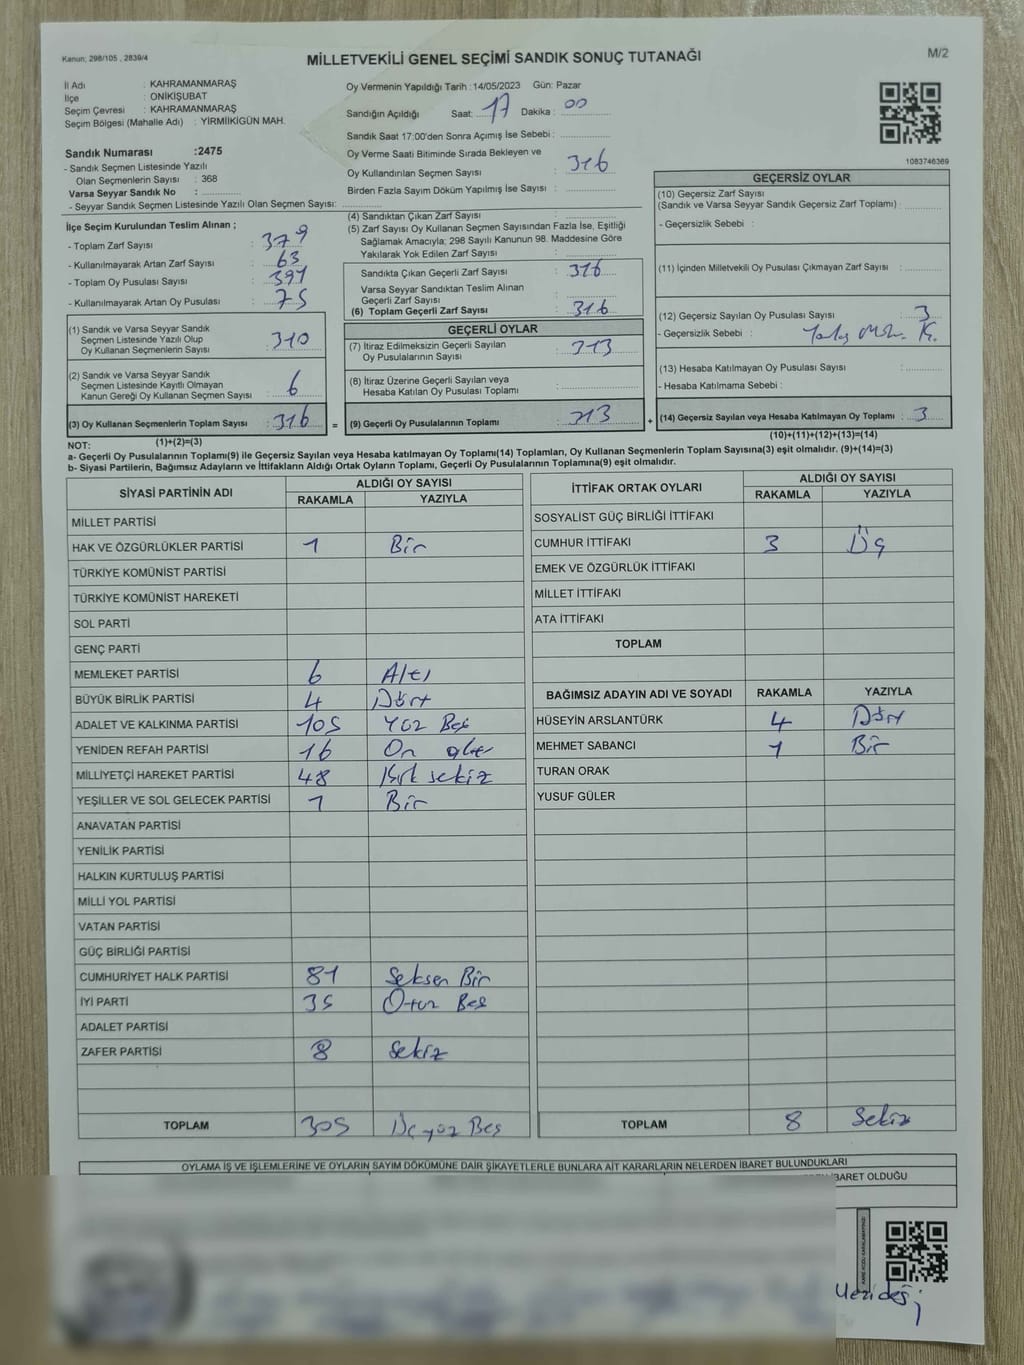 Kanun; 298/105 , 2839/4
MİLLETVEKİLİ GENEL SEÇİMİ SANDIK SONUÇ TUTANAĞI
M/2
İl Adı : KAHRAMANMARAŞ
İlçe : ONİKİŞUBAT
Seçim Çevresi : KAHRAMANMARAŞ
Seçim Bölgesi (Mahalle Adı) : YİRMİİKİGÜN MAH.
Sandık Numarası :2475
- Sandık Seçmen Listesinde Yazılı
Olan Seçmenlerin Sayısı : 368
Varsa Seyyar Sandık No :
- Seyyar Sandık Seçmen Listesinde Yazılı Olan Seçmen Sayısı:
Oy Vermenin Yapıldığı Tarih : 14/05/2023 Gün: Pazar
Sandığın Açıldığı Saat: 17 Dakika : 00
Sandık Saat 17:00'den Sonra Açımış İse Sebebi :
Oy Verme Saati Bitiminde Sırada Bekleyen ve
Oy Kullandırılan Seçmen Sayısı : 316
Birden Fazla Sayım Döküm Yapılmış İse Sayısı :
1083746369
İlçe Seçim Kurulundan Teslim Alınan ;
- Toplam Zarf Sayısı : 379
- Kullanılmayarak Artan Zarf Sayısı : 63
- Toplam Oy Pusulası Sayısı : 391
- Kullanılmayarak Artan Oy Pusulası : 75
(1) Sandık ve Varsa Seyyar Sandık
Seçmen Listesinde Yazılı Olup
Oy Kullanan Seçmenlerin Sayısı : 310
(2) Sandık ve Varsa Seyyar Sandık
Seçmen Listesinde Kayıtlı Olmayan
Kanun Gereği Oy Kullanan Seçmen Sayısı : 6
(3) Oy Kullanan Seçmenlerin Toplam Sayısı : 316
(4) Sandıktan Çıkan Zarf Sayısı :
(5) Zarf Sayısı Oy Kullanan Seçmen Sayısından Fazla İse, Eşitliği
Sağlamak Amacıyla; 298 Sayılı Kanunun 98. Maddesine Göre
Yakılarak Yok Edilen Zarf Sayısı :
Sandıkta Çıkan Geçerli Zarf Sayısı : 316
Varsa Seyyar Sandıktan Teslim Alınan
Geçerli Zarf Sayısı :
(6) Toplam Geçerli Zarf Sayısı : 316
GEÇERLİ OYLAR
(7) İtiraz Edilmeksizin Geçerli Sayılan
Oy Pusulalarının Sayısı : 313
(8) İtiraz Üzerine Geçerli Sayılan veya
Hesaba Katılan Oy Pusulası Toplamı :
= (9) Geçerli Oy Pusulalarının Toplamı : 313
GEÇERSİZ OYLAR
(10) Geçersiz Zarf Sayısı
(Sandık ve Varsa Seyyar Sandık Geçersiz Zarf Toplamı) :
- Geçersizlik Sebebi :
(11) İçinden Milletvekili Oy Pusulası Çıkmayan Zarf Sayısı :
(12) Geçersiz Sayılan Oy Pusulası Sayısı : 3
- Geçersizlik Sebebi :
(13) Hesaba Katılmayan Oy Pusulası Sayısı :
- Hesaba Katılmama Sebebi :
+ (14) Geçersiz Sayılan veya Hesaba Katılmayan Oy Toplamı : 3
(1)+(2)=(3)
(10)+(11)+(12)+(13)=(14)
NOT:
a- Geçerli Oy Pusulalarının Toplamı(9) ile Geçersiz Sayılan veya Hesaba katılmayan Oy Toplamı(14) Toplamları, Oy Kullanan Seçmenlerin Toplam Sayısına(3) eşit olmalıdır. (9)+(14)=(3)
b- Siyasi Partilerin, Bağımsız Adayların ve İttifakların Aldığı Ortak Oyların Toplamı, Geçerli Oy Pusulalarının Toplamına(9) eşit olmalıdır.
SİYASİ PARTİNİN ADI ALDIĞI OY SAYISI
RAKAMLA YAZIYLA
MİLLET PARTİSİ
HAK VE ÖZGÜRLÜKLER PARTİSİ 1 Bir
TÜRKİYE KOMÜNİST PARTİSİ
TÜRKİYE KOMÜNİST HAREKETİ
SOL PARTİ
GENÇ PARTİ
MEMLEKET PARTİSİ 6 Altı
BÜYÜK BİRLİK PARTİSİ 4 Dört
ADALET VE KALKINMA PARTİSİ 105 Yüz Beş
YENİDEN REFAH PARTİSİ 16 On altı
MİLLİYETÇİ HAREKET PARTİSİ 48 Kırk sekiz
YEŞİLLER VE SOL GELECEK PARTİSİ 1 Bir
ANAVATAN PARTİSİ
YENİLİK PARTİSİ
HALKIN KURTULUŞ PARTİSİ
MİLLİ YOL PARTİSİ
VATAN PARTİSİ
GÜÇ BİRLİĞİ PARTİSİ
CUMHURİYET HALK PARTİSİ 81 Seksen Bir
İYİ PARTİ 35 Otuz Beş
ADALET PARTİSİ
ZAFER PARTİSİ 8 Sekiz
TOPLAM 305 Üçyüz Beş
İTTİFAK ORTAK OYLARI ALDIĞI OY SAYISI
RAKAMLA YAZIYLA
SOSYALİST GÜÇ BİRLİĞİ İTTİFAKI
CUMHUR İTTİFAKI 3 Üç
EMEK VE ÖZGÜRLÜK İTTİFAKI
MİLLET İTTİFAKI
ATA İTTİFAKI
TOPLAM
BAĞIMSIZ ADAYIN ADI VE SOYADI RAKAMLA YAZIYLA
HÜSEYİN ARSLANTÜRK 4 Dört
MEHMET SABANCI 1 Bir
TURAN ORAK
YUSUF GÜLER
TOPLAM 8 Sekiz
OYLAMA İŞ VE İŞLEMLERİNE VE OYLARIN SAYIM DÖKÜMÜNE DAİR ŞİKAYETLERLE BUNLARA AİT KARARLARIN NELERDEN İBARET BULUNDUKLARI
İBARET OLDUĞU